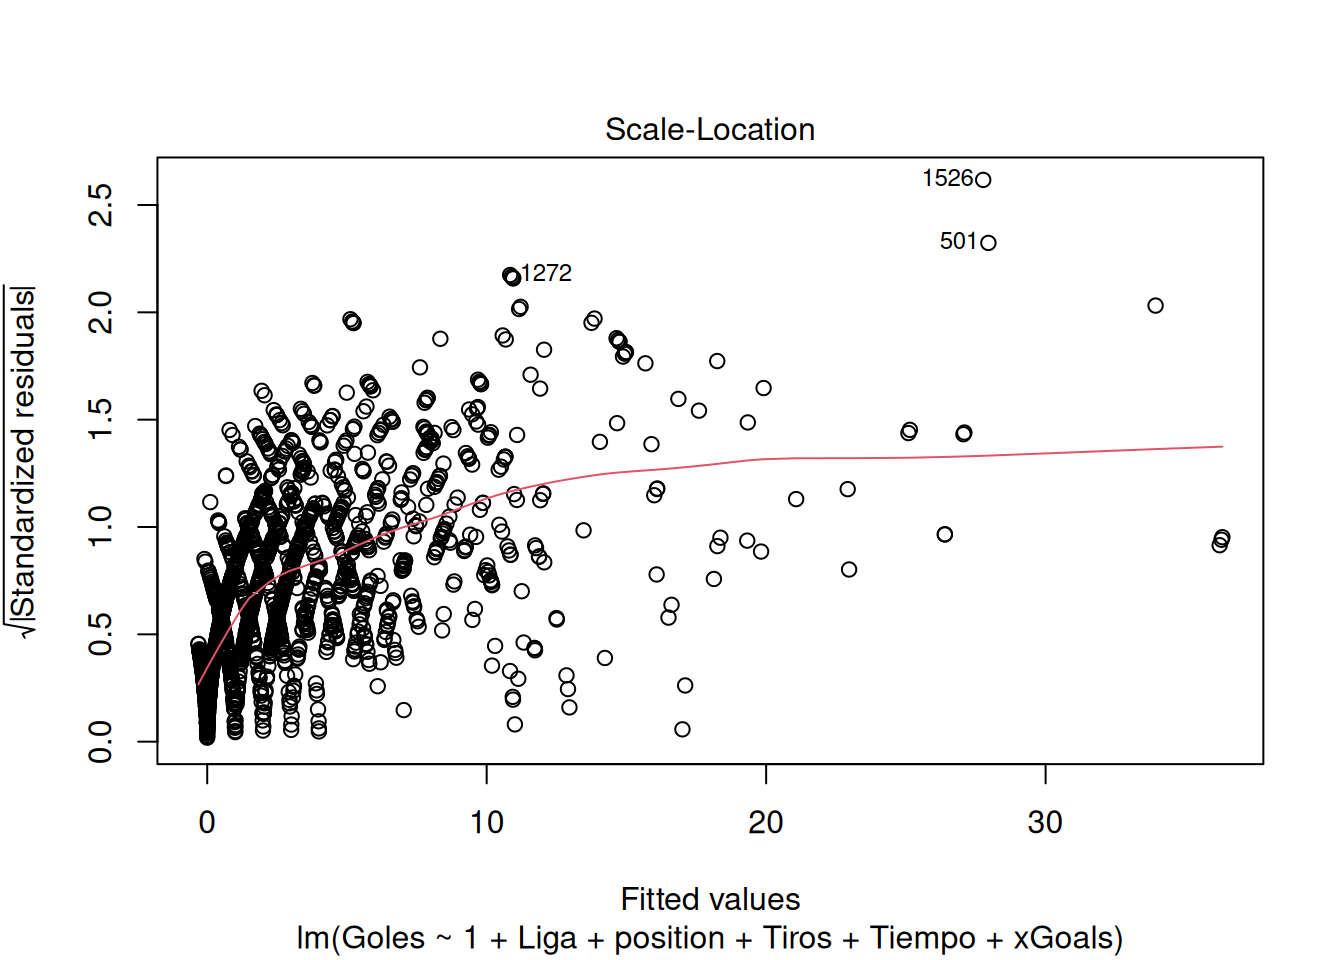 Scale-Location
√|Standardized residuals|
2.5
2.0
1.5
1.0
0.5
0.0
1526
501
1272
0 10 20 30
Fitted values
lm(Goles ~ 1 + Liga + position + Tiros + Tiempo + xGoals)